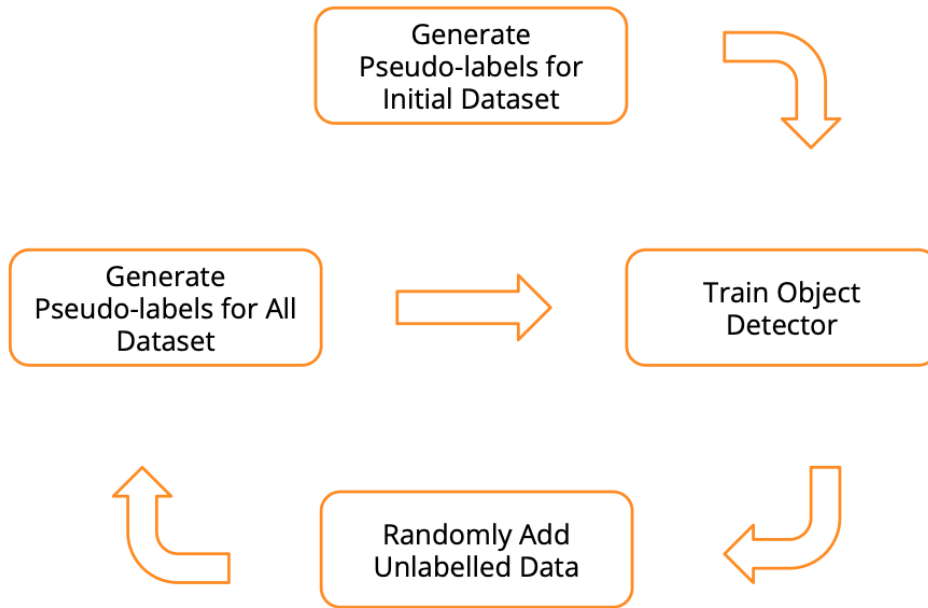 Generate
Pseudo-labels for
Initial Dataset
Generate
Pseudo-labels for All
Dataset
Train Object
Detector
Randomly Add
Unlabelled Data